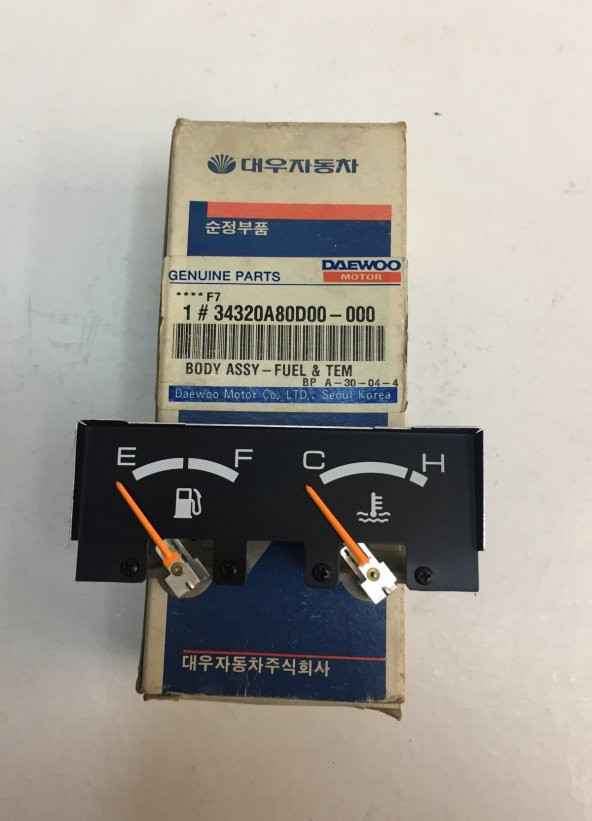 대우자동차
순정부품
GENUINE PARTS
DAEWOO
MOTOR
****F7
1 # 34320A80D00-000
BODY ASSY-FUEL & TEM
BP A-30-04-4
Daewoo Motor Co. LTD., Seoul Korea
E F C H
대우자동차주식회사